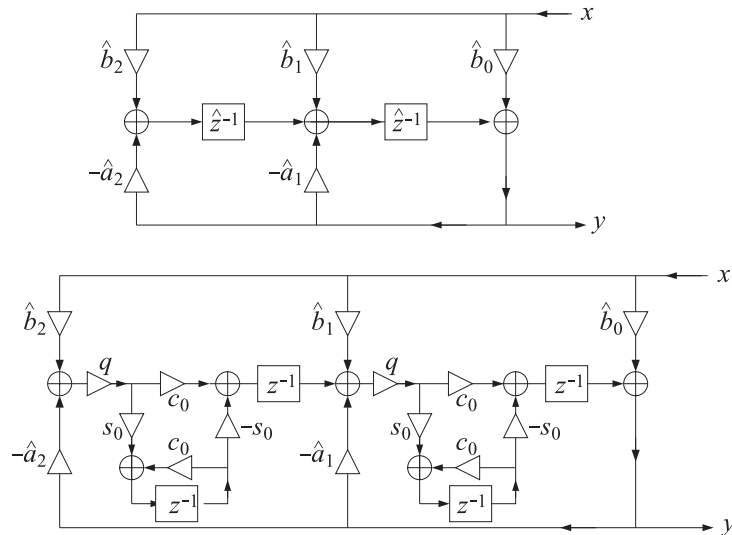 x
b̂₂ b̂₁ b̂₀
ẑ⁻¹ ẑ⁻¹
−â₂ −â₁
y
x
b̂₂ b̂₁ b̂₀
q q
c₀ z⁻¹ c₀ z⁻¹
s₀ c₀ −s₀ s₀ c₀ −s₀
−â₂ −â₁
z⁻¹ z⁻¹
y